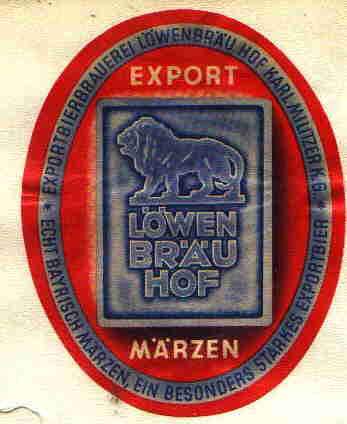 EXPORTBIERBRAUEREI LÖWENBRÄU HOF KARL MILITZER K.G.
EXPORT
LÖWEN
BRÄU
HOF
MÄRZEN
* ECHT BAYRISCH MÄRZEN, EIN BESONDERS STARKES EXPORTBIER *